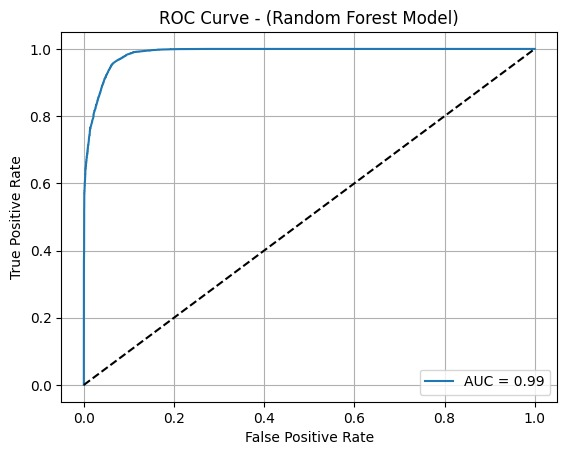 ROC Curve - (Random Forest Model)
True Positive Rate
1.0
0.8
0.6
0.4
0.2
0.0
AUC = 0.99
0.0 0.2 0.4 0.6 0.8 1.0
False Positive Rate